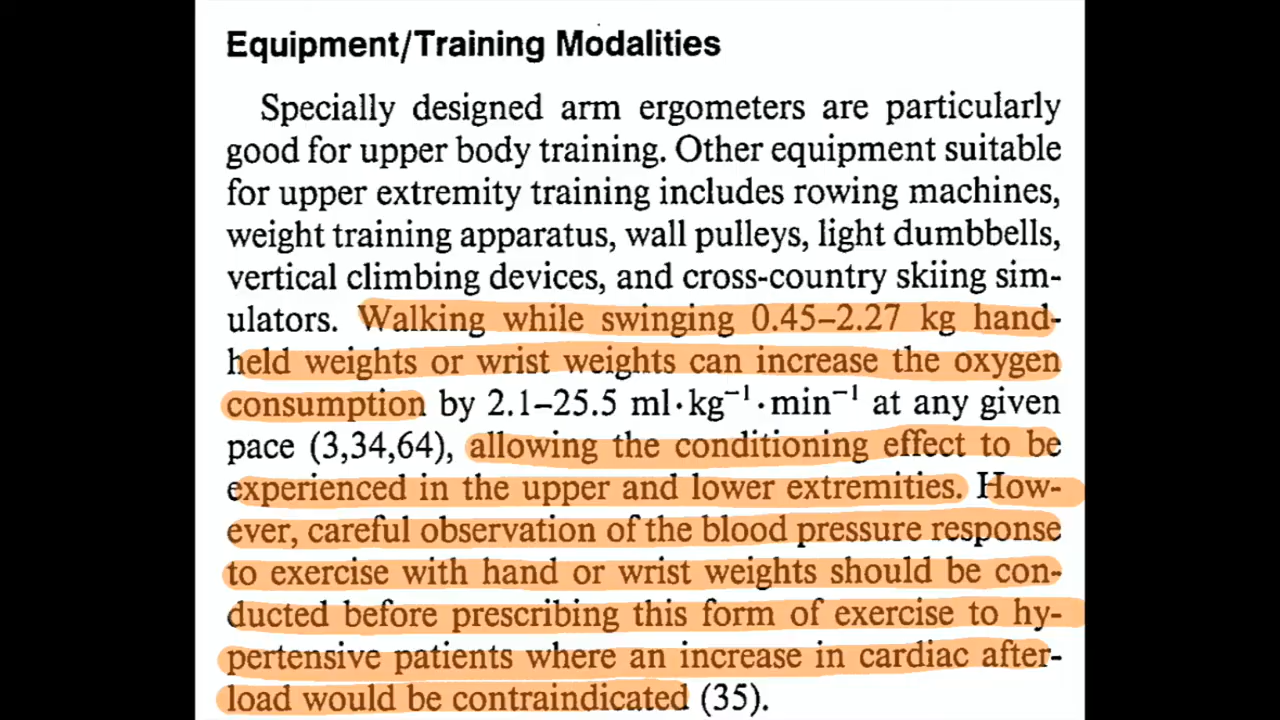 Equipment/Training Modalities
Specially designed arm ergometers are particularly
good for upper body training. Other equipment suitable
for upper extremity training includes rowing machines,
weight training apparatus, wall pulleys, light dumbbells,
vertical climbing devices, and cross-country skiing sim-
ulators. Walking while swinging 0.45–2.27 kg hand-
held weights or wrist weights can increase the oxygen
consumption by 2.1–25.5 ml·kg⁻¹·min⁻¹ at any given
pace (3,34,64), allowing the conditioning effect to be
experienced in the upper and lower extremities. How-
ever, careful observation of the blood pressure response
to exercise with hand or wrist weights should be con-
ducted before prescribing this form of exercise to hy-
pertensive patients where an increase in cardiac after-
load would be contraindicated (35).